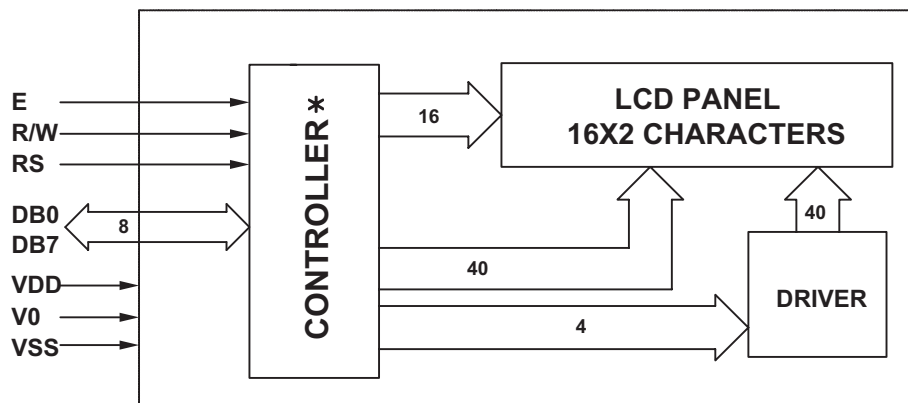 E
R/W
RS
DB0
DB7
8
VDD
V0
VSS
CONTROLLER*
16
LCD PANEL
16X2 CHARACTERS
40
40
DRIVER
4